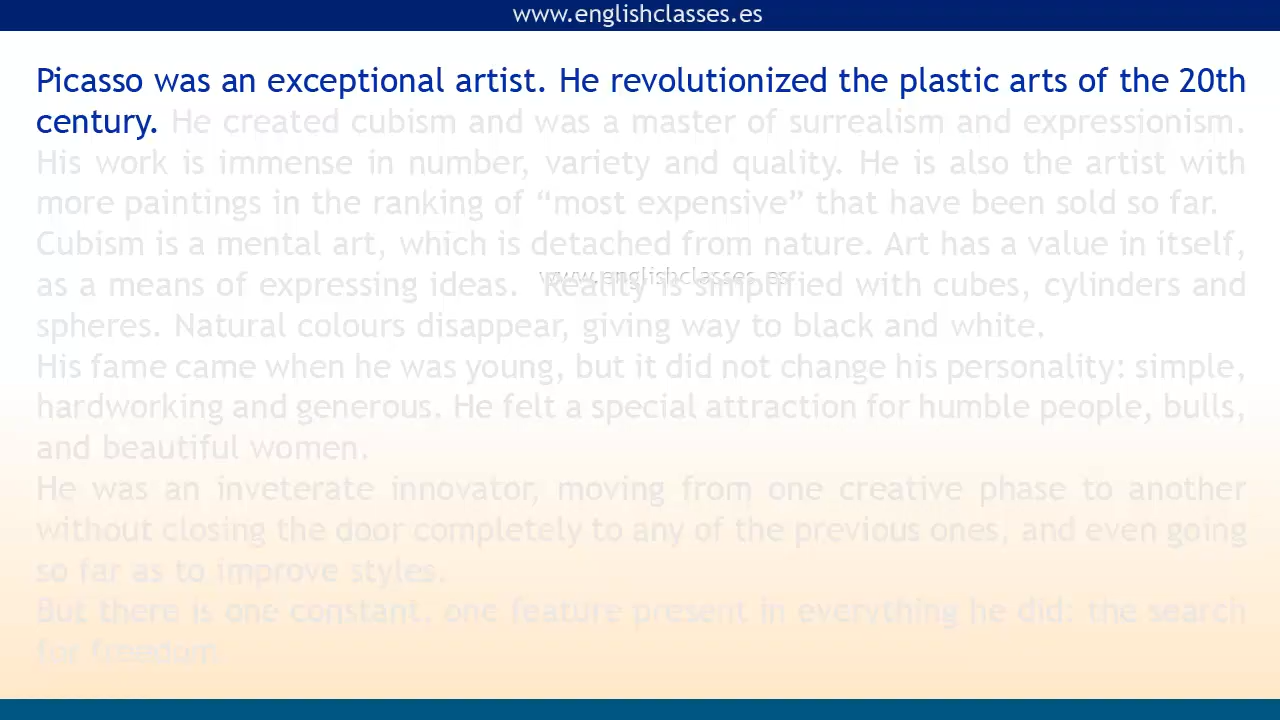 www.englishclasses.es
Picasso was an exceptional artist. He revolutionized the plastic arts of the 20th
century. He created cubism and was a master of surrealism and expressionism.
His work is immense in number, variety and quality. He is also the artist with
more paintings in the ranking of “most expensive” that have been sold so far.
Cubism is a mental art, which is detached from nature. Art has a value in itself,
www.englishclasses.es
as a means of expressing ideas. Reality is simplified with cubes, cylinders and
spheres. Natural colours disappear, giving way to black and white.
His fame came when he was young, but it did not change his personality: simple,
hardworking and generous. He felt a special attraction for humble people, bulls,
and beautiful women.
He was an inveterate innovator, moving from one creative phase to another
without closing the door completely to any of the previous ones, and even going
so far as to improve styles.
But there is one constant, one feature present in everything he did: the search
for freedom